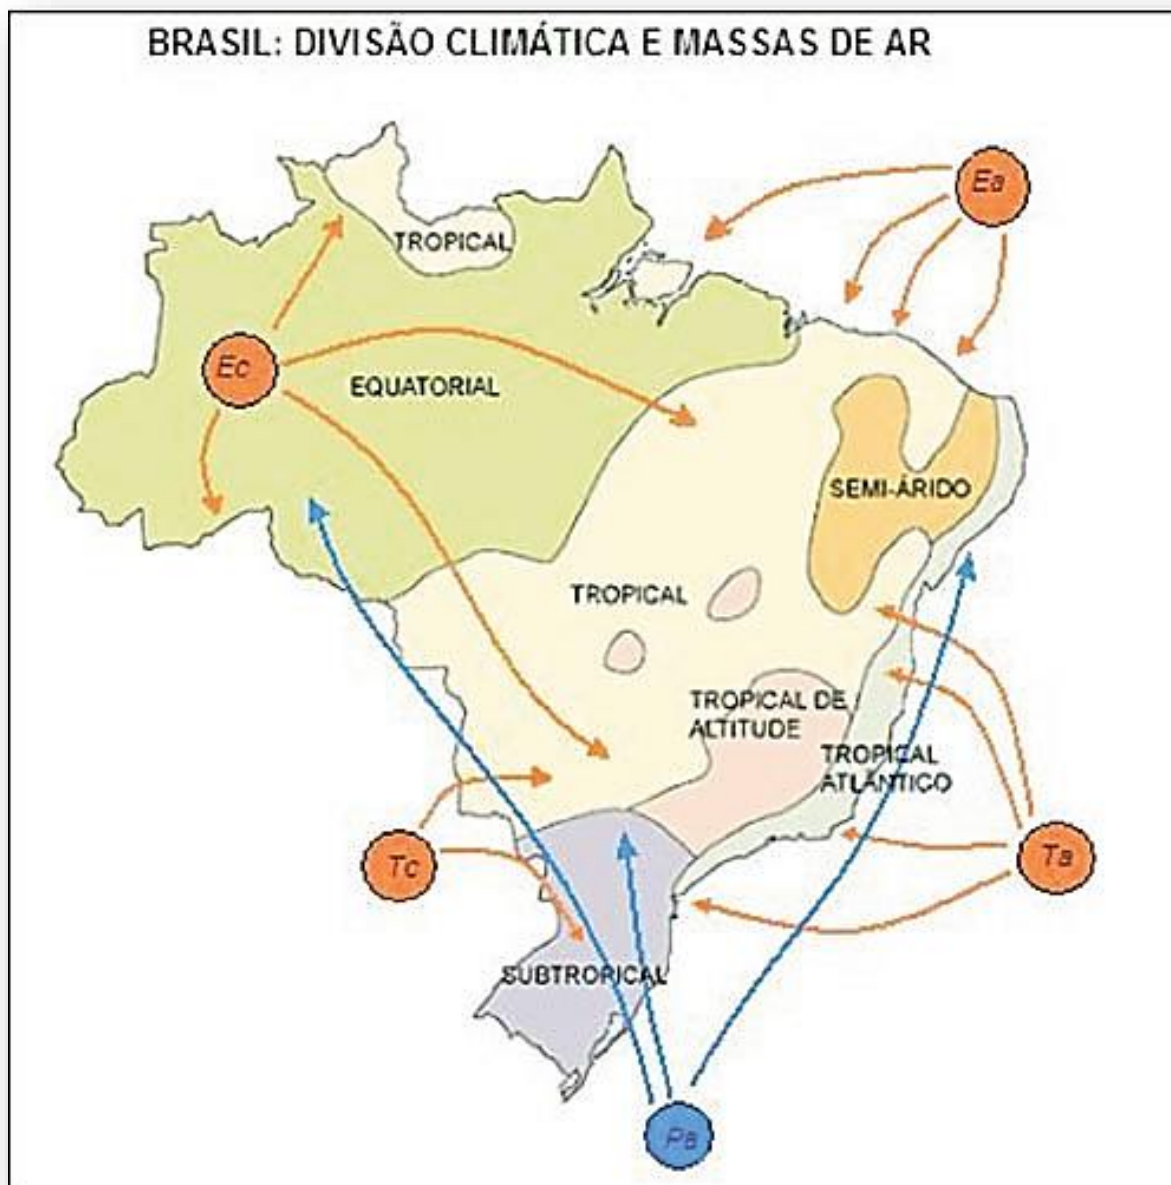 BRASIL: DIVISÃO CLIMÁTICA E MASSAS DE AR
Ea
TROPICAL
Ec
EQUATORIAL
SEMI-ÁRIDO
TROPICAL
TROPICAL DE
ALTITUDE
TROPICAL
ATLÂNTICO
Tc
Ta
SUBTROPICAL
Pa